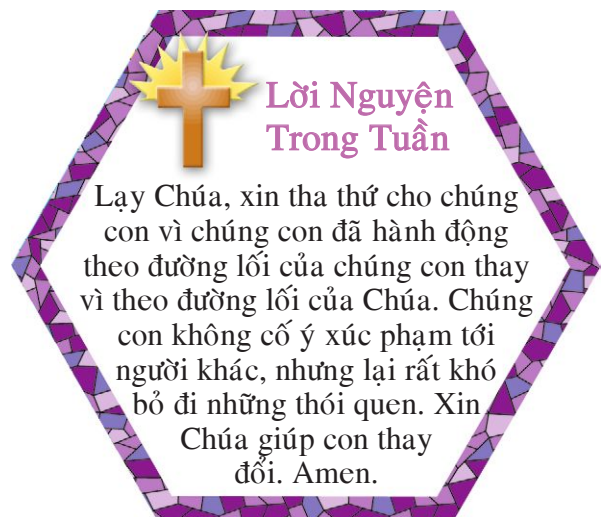 Lời Nguyện
Trong Tuần
Lạy Chúa, xin tha thứ cho chúng
con vì chúng con đã hành động
theo đường lối của chúng con thay
vì theo đường lối của Chúa. Chúng
con không cố ý xúc phạm tới
người khác, nhưng lại rất khó
bỏ đi những thói quen. Xin
Chúa giúp con thay
đổi. Amen.